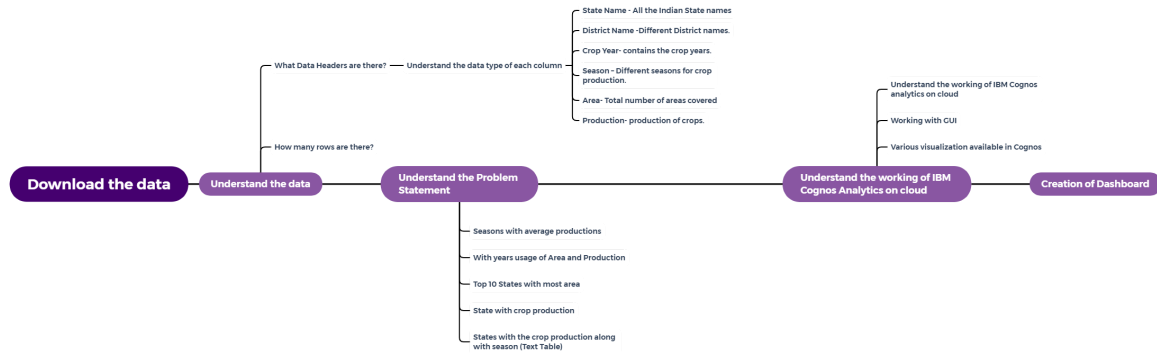 State Name - All the Indian State names
District Name -Different District names.
Crop Year- contains the crop years.
What Data Headers are there?
Understand the data type of each column
Season – Different seasons for crop
production.
Area- Total number of areas covered
Production- production of crops.
How many rows are there?
Understand the working of IBM Cognos
analytics on cloud
Working with GUI
Various visualization available in Cognos
Download the data
Understand the data
Understand the Problem
Statement
Understand the working of IBM
Cognos Analytics on cloud
Creation of Dashboard
Seasons with average productions
With years usage of Area and Production
Top 10 States with most area
State with crop production
States with the crop production along
with season (Text Table)